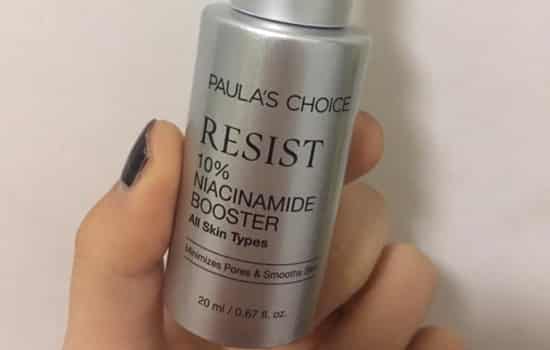 PAULA'S CHOICE
RESIST
10%
NIACINAMIDE
BOOSTER
All Skin Types
Minimizes Pores & Smooths
20 ml / 0.67 fl. oz.